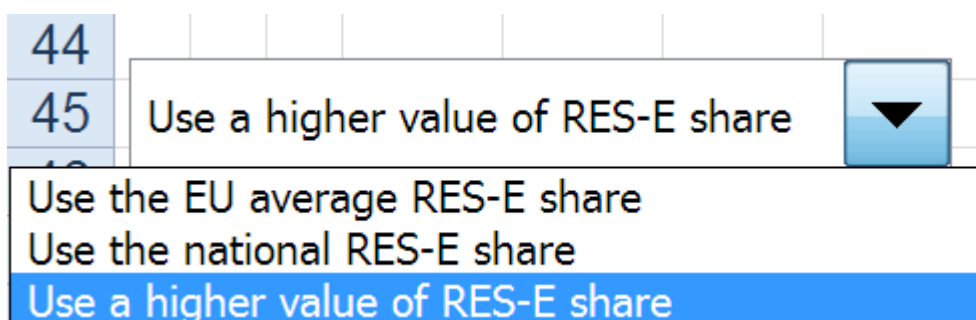 44
45
Use a higher value of RES-E share
Use the EU average RES-E share
Use the national RES-E share
Use a higher value of RES-E share